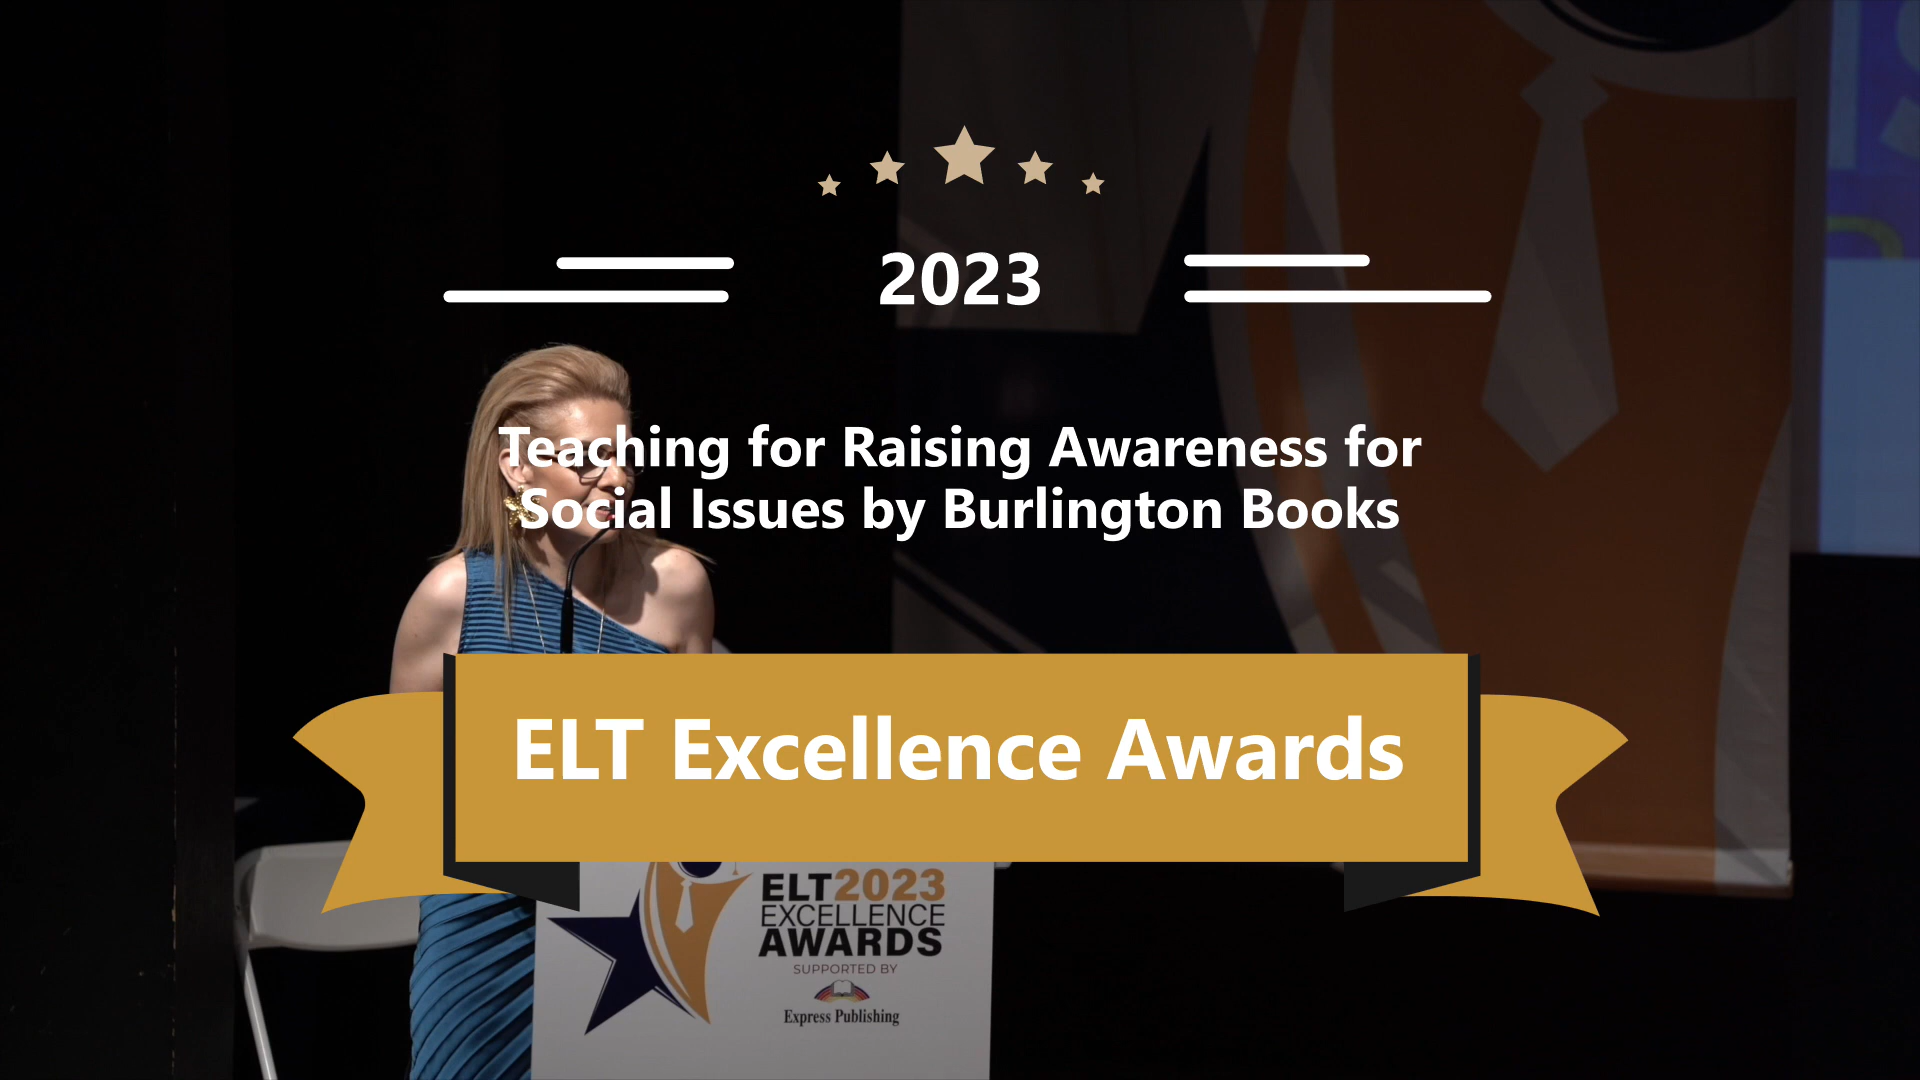 2023
Teaching for Raising Awareness for
Social Issues by Burlington Books
ELT Excellence Awards
ELT2023
EXCELLENCE
AWARDS
SUPPORTED BY
Express Publishing